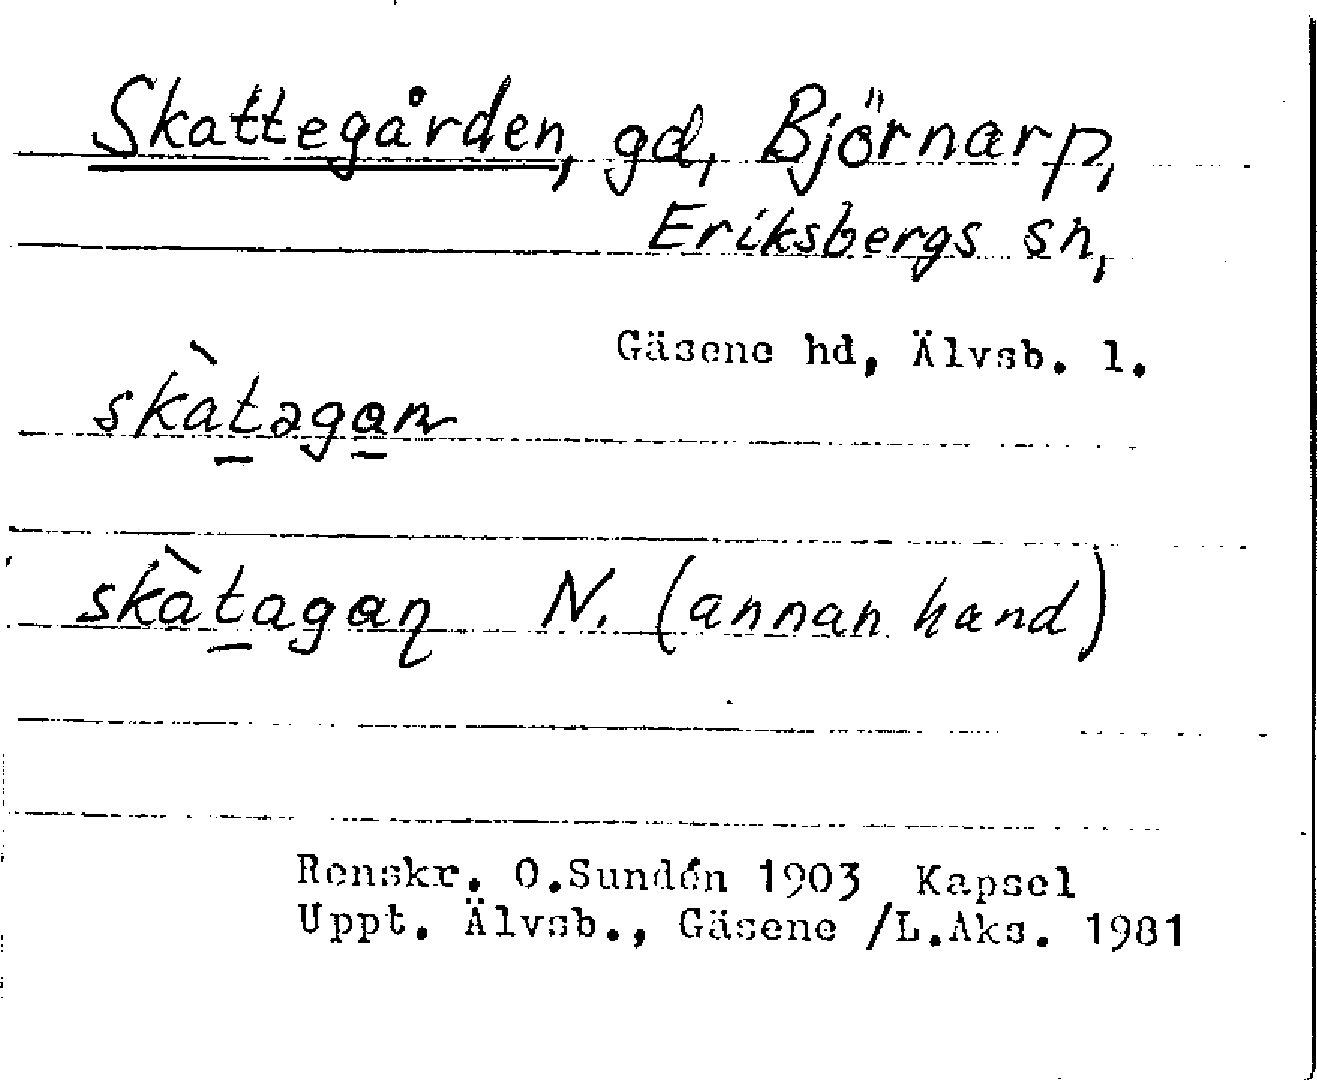 Skattegården, gd, Björnarp,
Eriksbergs sn,
Gäsene hd, Älvsb. l.
skàtagan
skàtagaɳ N. (annan hand)
Renskr. O.Sundén 1903 Kapsel
Uppt. Älvsb., Gäsene /L.Aks. 1981